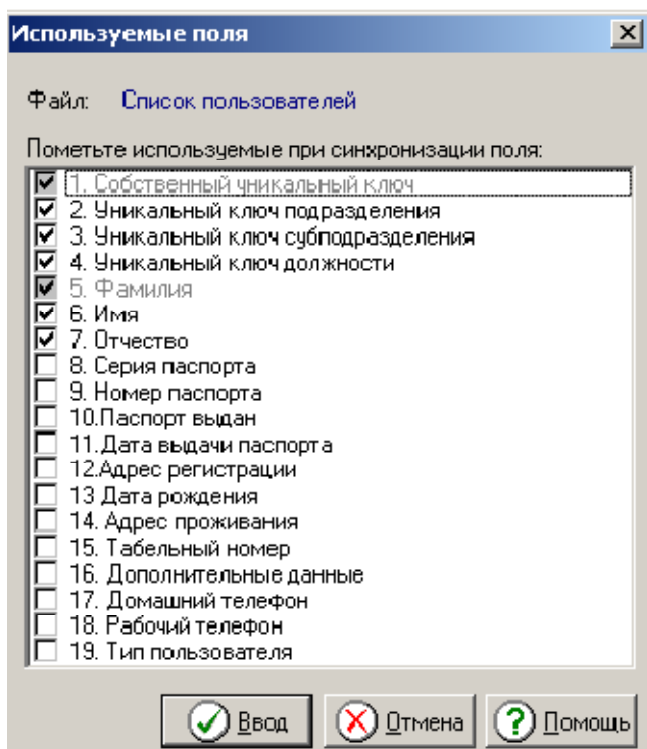 Используемые поля
Файл: Список пользователей
Пометьте используемые при синхронизации поля:
1. Собственный уникальный ключ
2. Уникальный ключ подразделения
3. Уникальный ключ субподразделения
4. Уникальный ключ должности
5. Фамилия
6. Имя
7. Отчество
8. Серия паспорта
9. Номер паспорта
10.Паспорт выдан
11.Дата выдачи паспорта
12.Адрес регистрации
13 Дата рождения
14. Адрес проживания
15. Табельный номер
16. Дополнительные данные
17. Домашний телефон
18. Рабочий телефон
19. Тип пользователя
Ввод Отмена Помощь